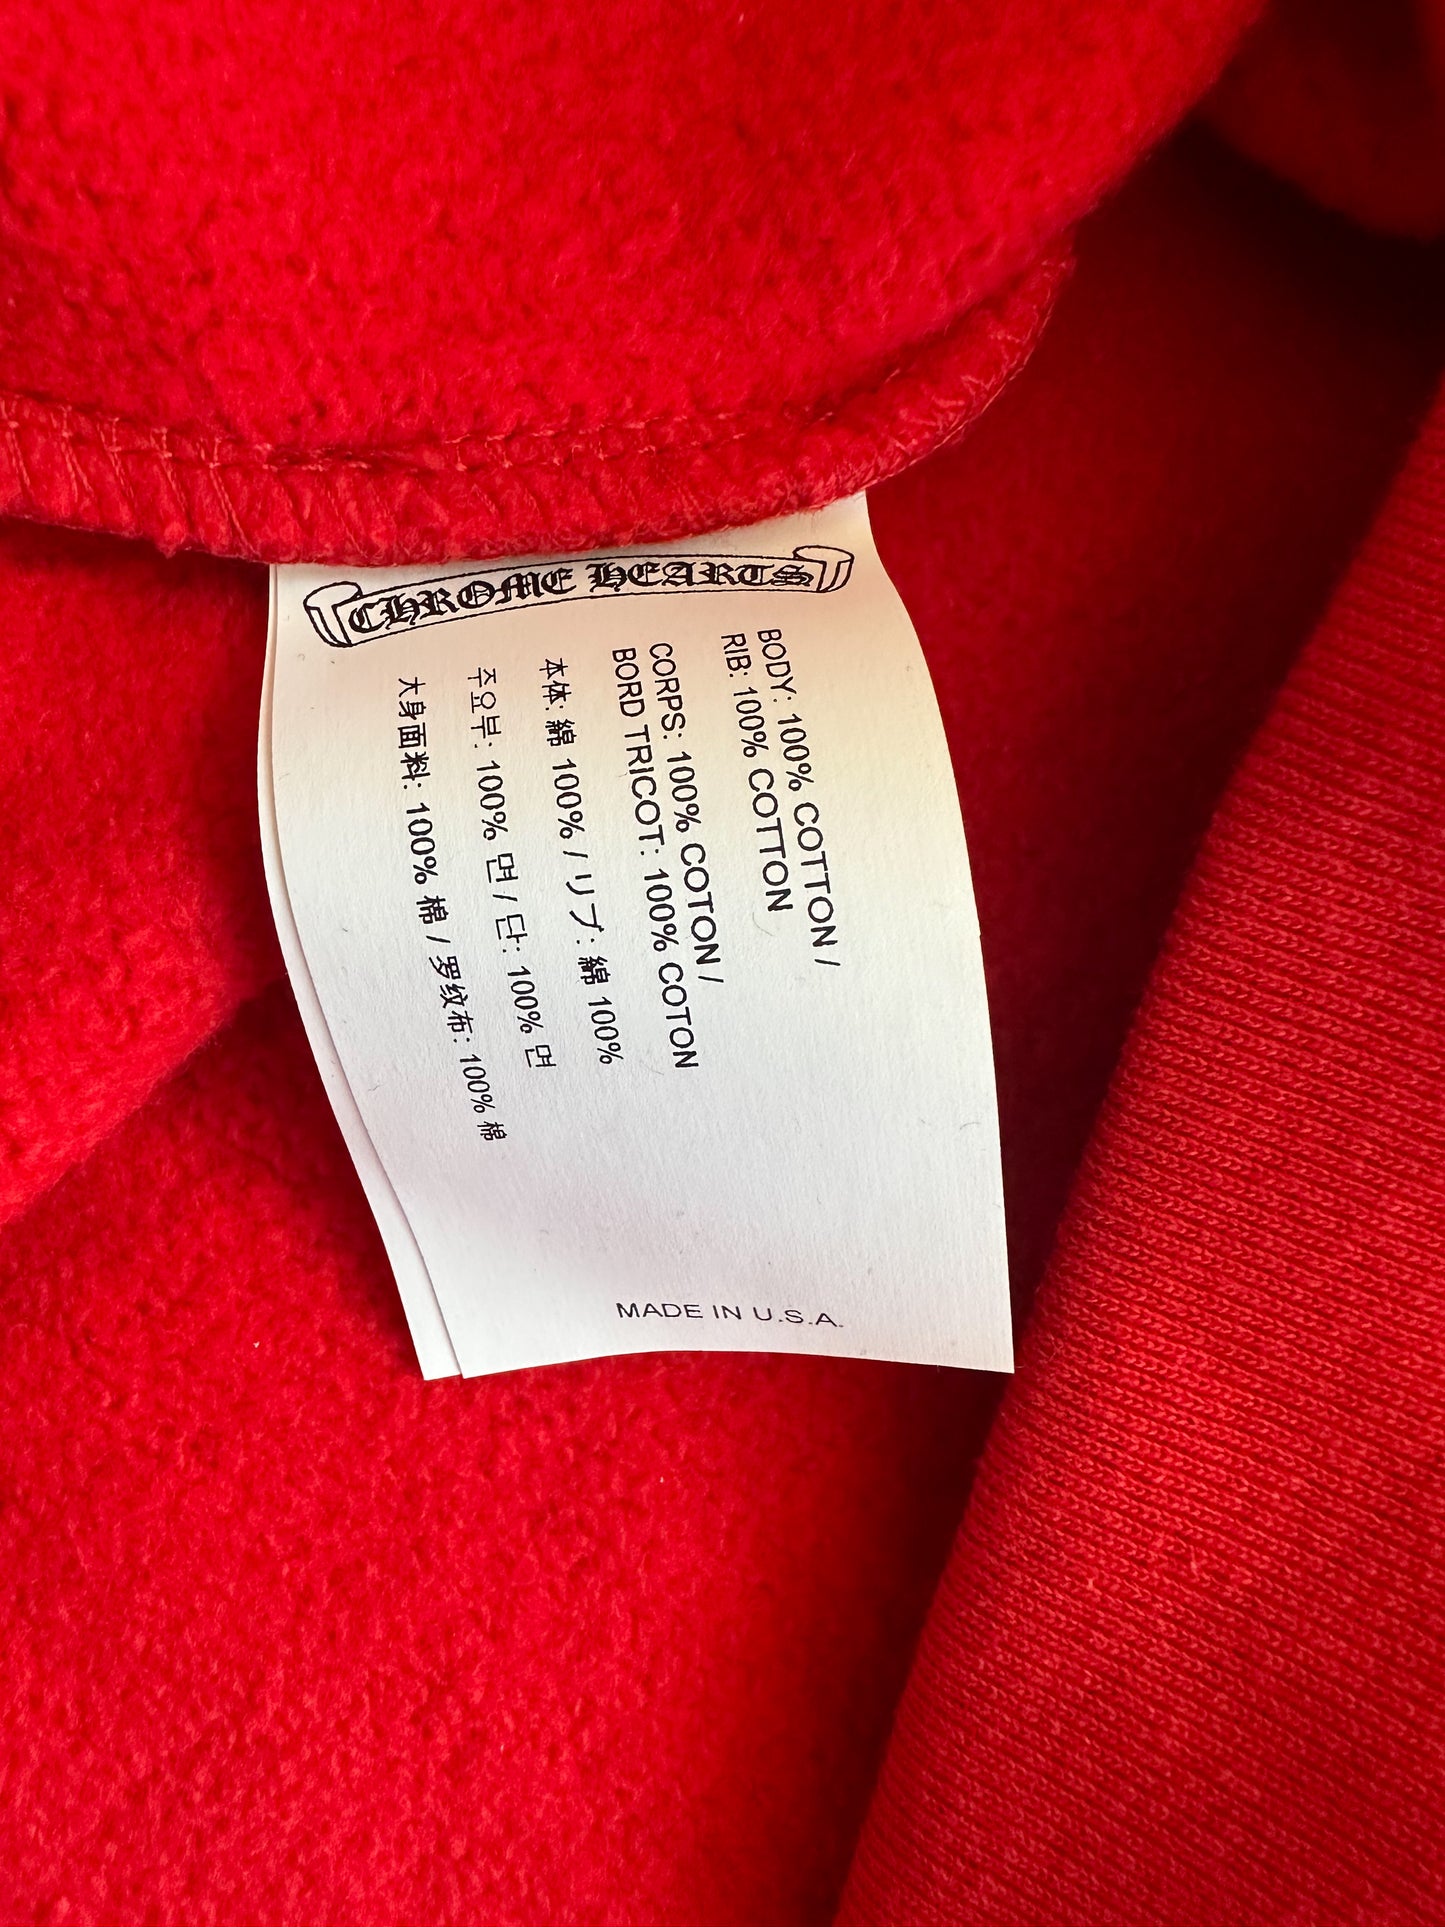 CHROME HEARTS
BODY: 100% COTTON /
RIB: 100% COTTON
CORPS: 100% COTON /
BORD TRICOT: 100% COTON
本体: 綿 100% / リブ: 綿 100%
주요부: 100% 면 / 단: 100% 면
大身面料: 100% 棉 / 罗纹布: 100% 棉
MADE IN U.S.A.